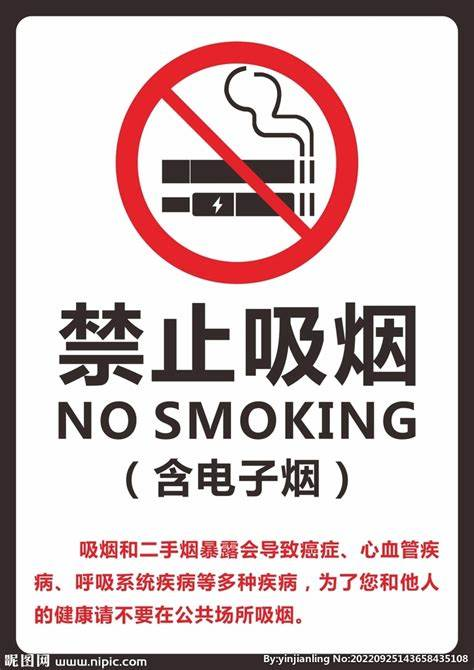 禁止吸烟
NO SMOKING
（含电子烟）
吸烟和二手烟暴露会导致癌症、心血管疾
病、呼吸系统疾病等多种疾病，为了您和他人
的健康请不要在公共场所吸烟。
昵图网 www.nipic.com
By:yinjianling No:20220925143658435108